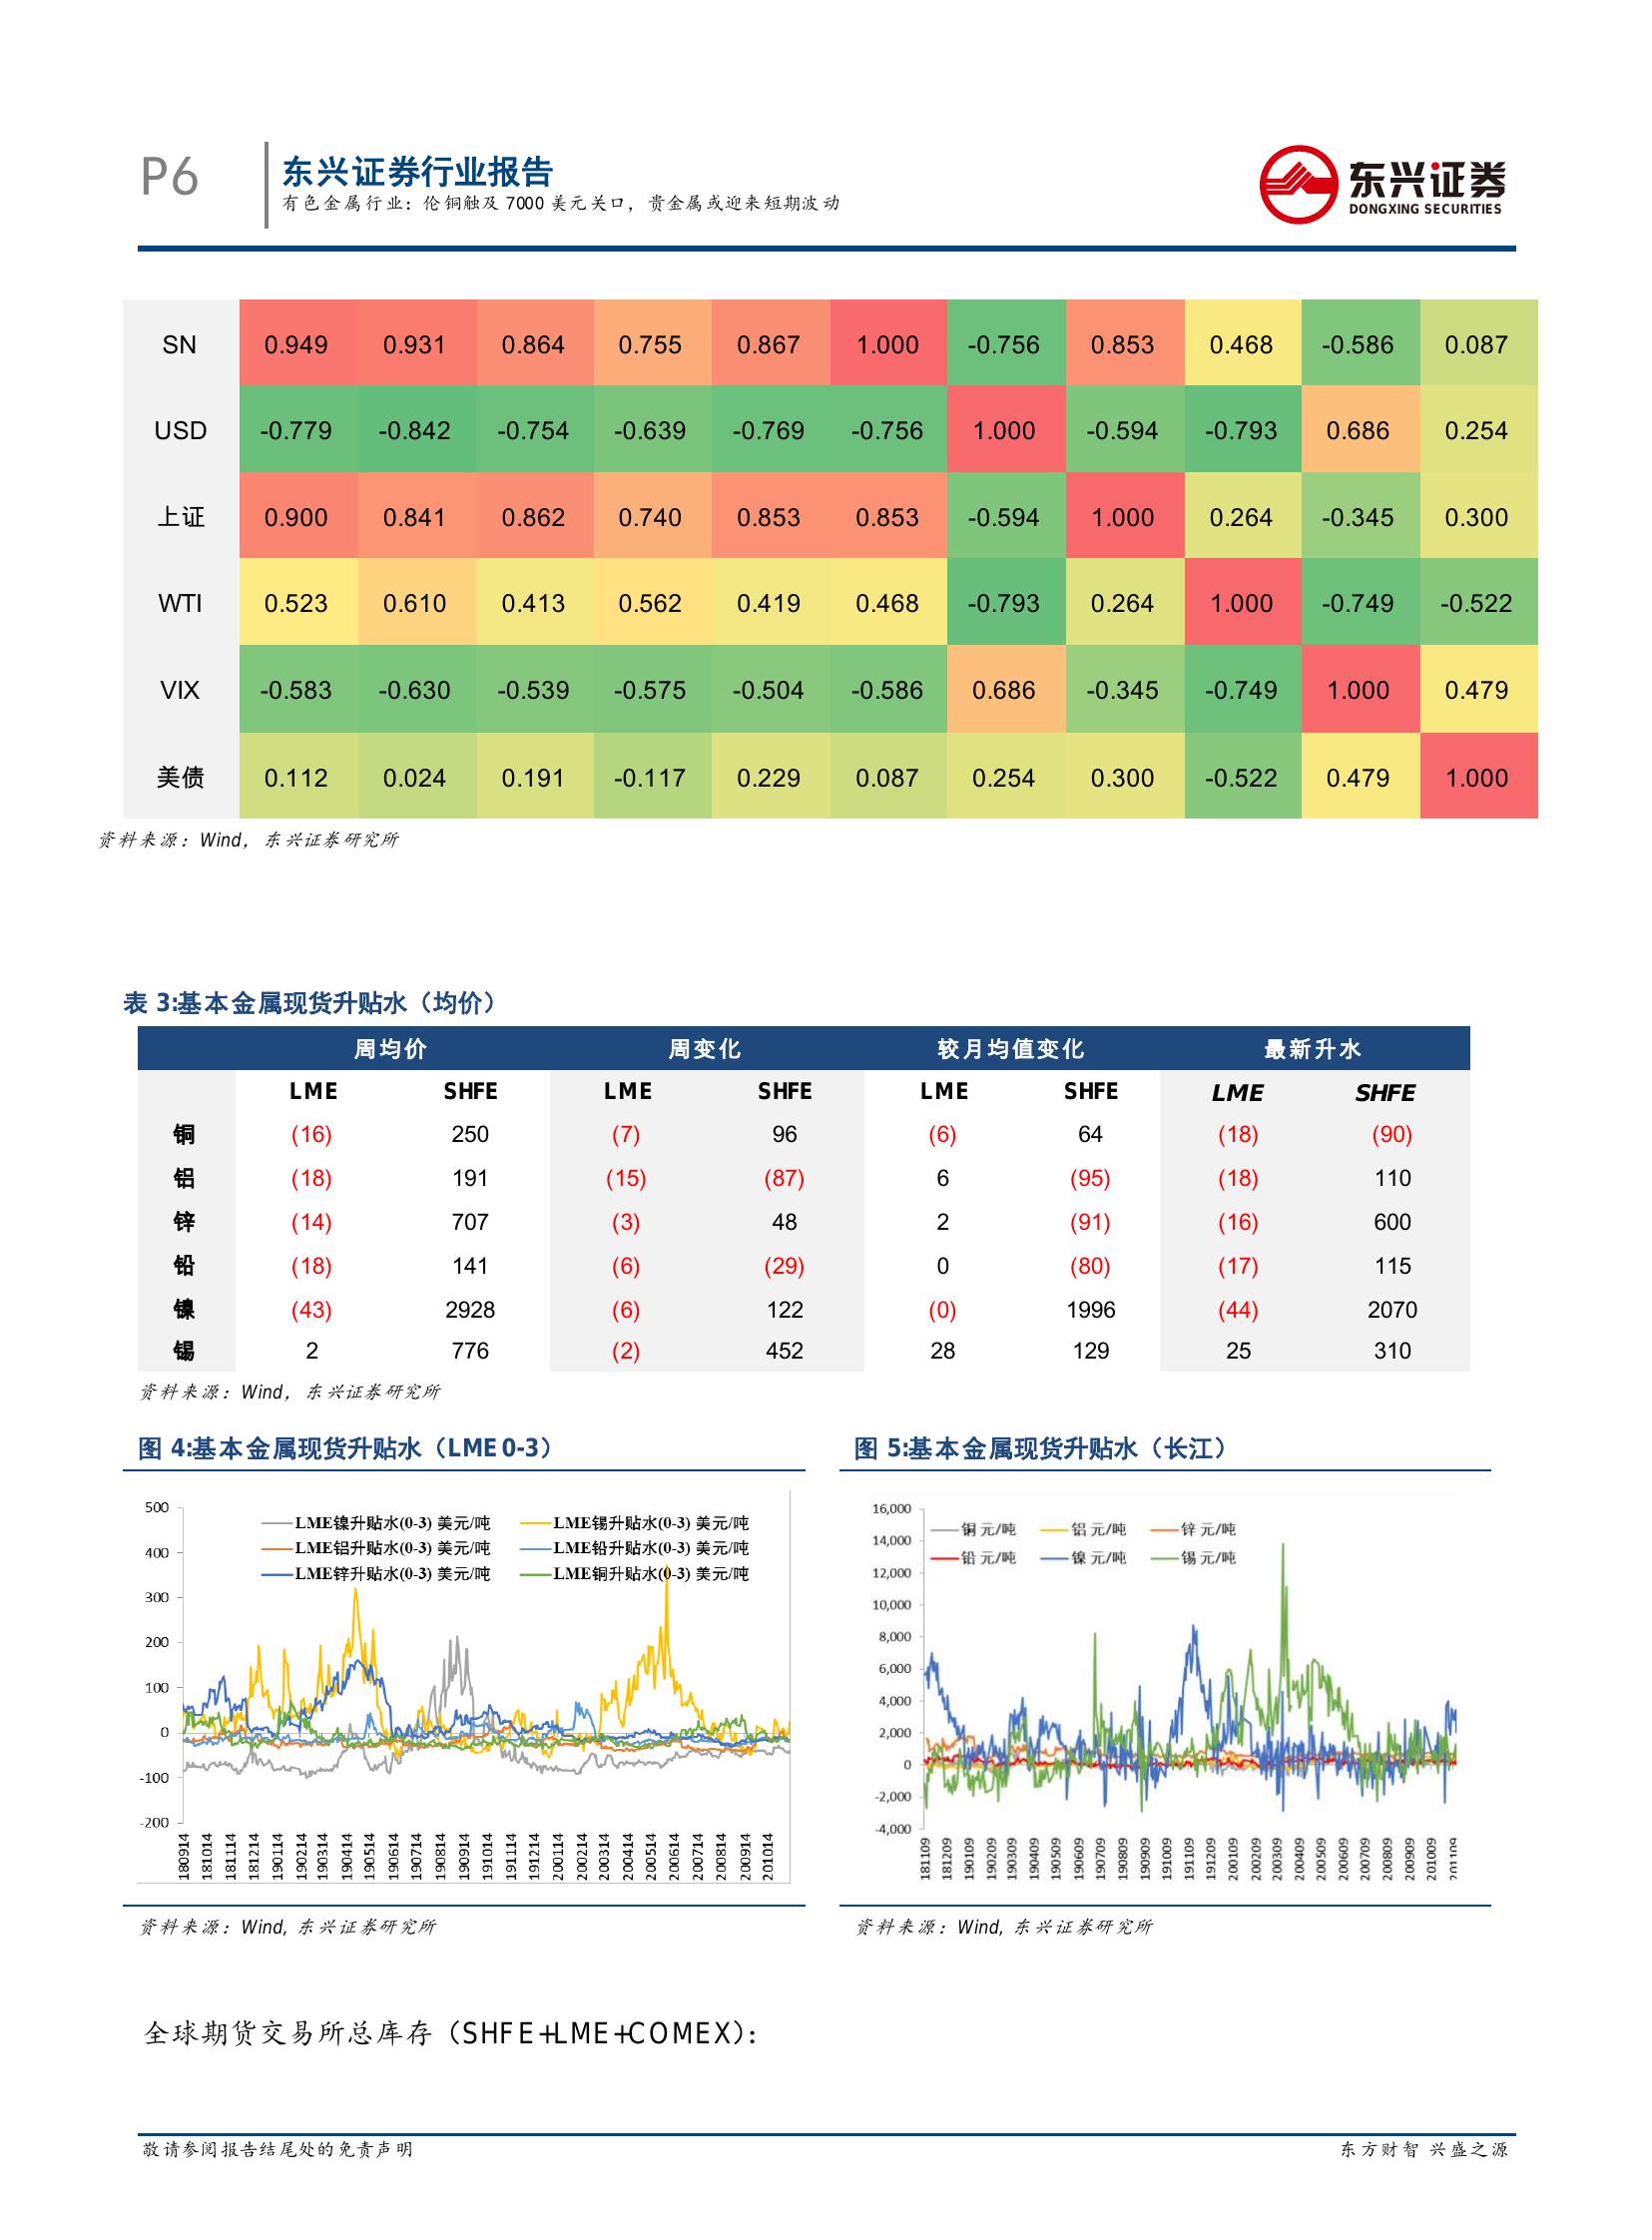 P6
东兴证券行业报告
有色金属行业：伦铜触及 7000 美元关口，贵金属或迎来短期波动
东兴证券
DONGXING SECURITIES
SN 0.949 0.931 0.864 0.755 0.867 1.000 -0.756 0.853 0.468 -0.586 0.087
USD -0.779 -0.842 -0.754 -0.639 -0.769 -0.756 1.000 -0.594 -0.793 0.686 0.254
上证 0.900 0.841 0.862 0.740 0.853 0.853 -0.594 1.000 0.264 -0.345 0.300
WTI 0.523 0.610 0.413 0.562 0.419 0.468 -0.793 0.264 1.000 -0.749 -0.522
VIX -0.583 -0.630 -0.539 -0.575 -0.504 -0.586 0.686 -0.345 -0.749 1.000 0.479
美债 0.112 0.024 0.191 -0.117 0.229 0.087 0.254 0.300 -0.522 0.479 1.000
资料来源：Wind，东兴证券研究所
表 3:基本金属现货升贴水（均价）
周均价 周变化 较月均值变化 最新升水
LME SHFE LME SHFE LME SHFE LME SHFE
铜 (16) 250 (7) 96 (6) 64 (18) (90)
铝 (18) 191 (15) (87) 6 (95) (18) 110
锌 (14) 707 (3) 48 2 (91) (16) 600
铅 (18) 141 (6) (29) 0 (80) (17) 115
镍 (43) 2928 (6) 122 (0) 1996 (44) 2070
锡 2 776 (2) 452 28 129 25 310
资料来源：Wind，东兴证券研究所
图 4:基本金属现货升贴水（LME 0-3）
500
400
300
200
100
0
-100
-200
LME镍升贴水(0-3) 美元/吨 LME锡升贴水(0-3) 美元/吨
LME铝升贴水(0-3) 美元/吨 LME铅升贴水(0-3) 美元/吨
LME锌升贴水(0-3) 美元/吨 LME铜升贴水(0-3) 美元/吨
180914 181014 181114 181214 190114 190214 190314 190414 190514 190614 190714 190814 190914 191014 191114 191214 200114 200214 200314 200414 200514 200614 200714 200814 200914 201014
资料来源：Wind, 东兴证券研究所
图 5:基本金属现货升贴水（长江）
16,000
14,000
12,000
10,000
8,000
6,000
4,000
2,000
0
-2,000
-4,000
铜 元/吨 铝 元/吨 锌 元/吨
铅 元/吨 镍 元/吨 锡 元/吨
181109 181209 190109 190209 190309 190409 190509 190609 190709 190809 190909 191009 191109 191209 200109 200209 200309 200409 200509 200609 200709 200809 200909 201009 201109
资料来源：Wind, 东兴证券研究所
全球期货交易所总库存（SHFE+LME+COMEX）：
敬请参阅报告结尾处的免责声明
东方财智 兴盛之源